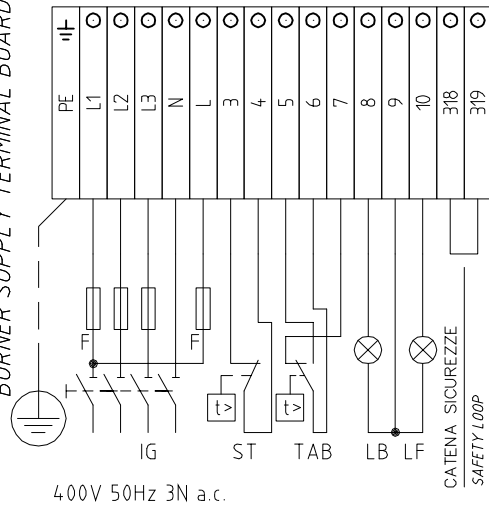 BURNER SUPPLY TERMINAL BOARD
PE L1 L2 L3 N L 3 4 5 6 7 8 9 10 318 319
F F
t> t>
IG ST TAB LB LF
CATENA SICUREZZE
SAFETY LOOP
400V 50Hz 3N a.c.